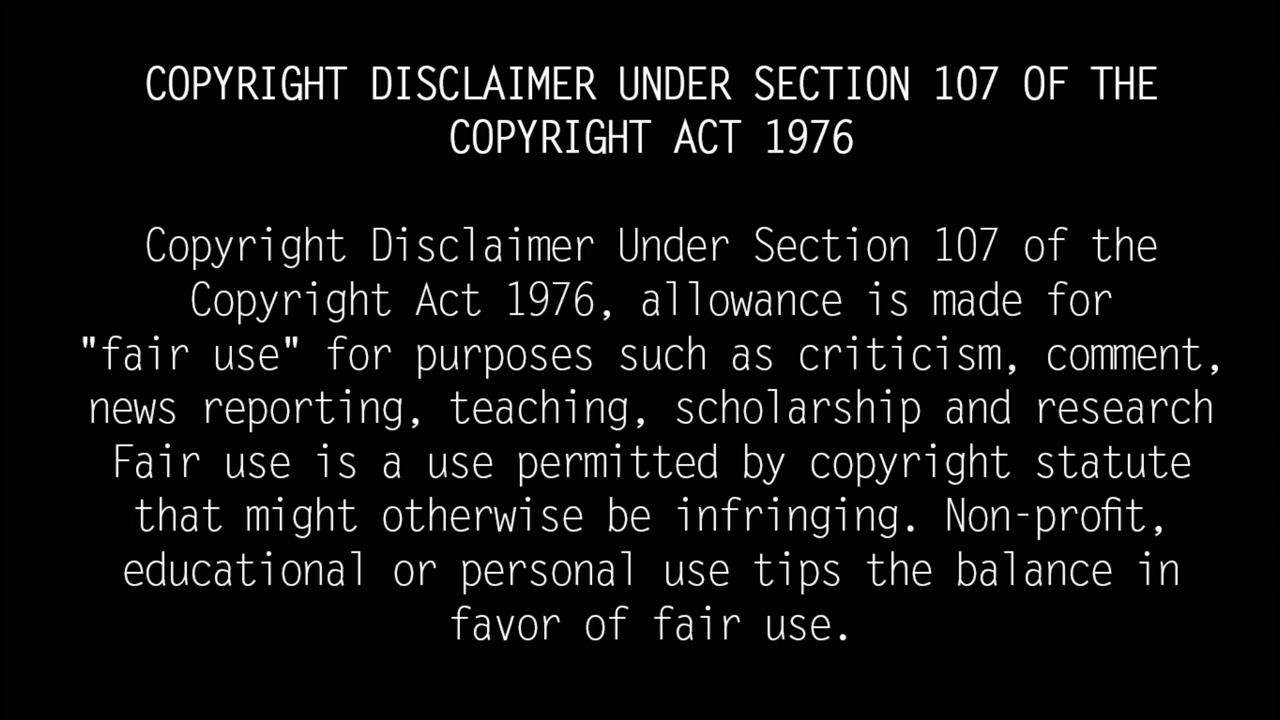 COPYRIGHT DISCLAIMER UNDER SECTION 107 OF THE
COPYRIGHT ACT 1976
Copyright Disclaimer Under Section 107 of the
Copyright Act 1976, allowance is made for
"fair use" for purposes such as criticism, comment,
news reporting, teaching, scholarship and research
Fair use is a use permitted by copyright statute
that might otherwise be infringing. Non-profit,
educational or personal use tips the balance in
favor of fair use.